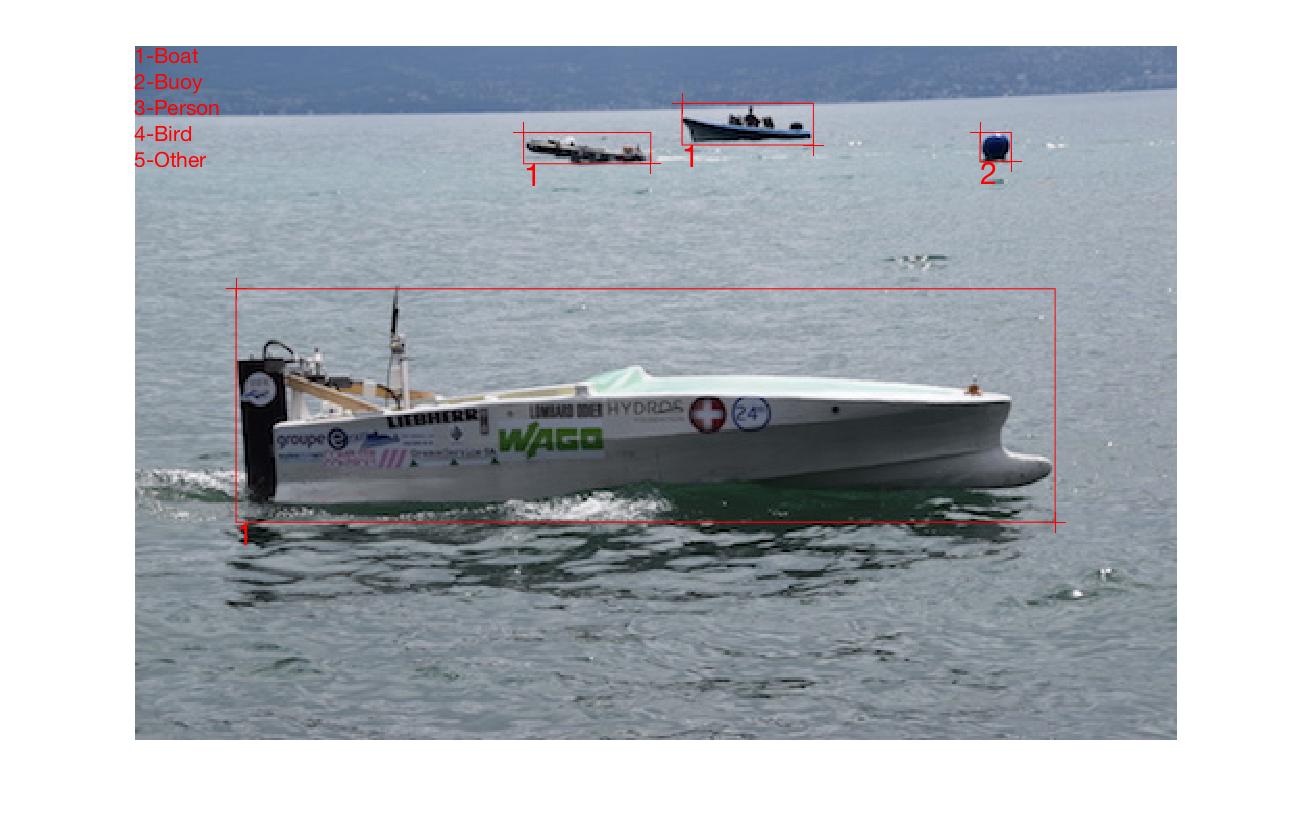 1-Boat
2-Buoy
3-Person
4-Bird
5-Other
1
1
2
LIEBHERR
LOMBARD ODIER
HYDROS
24
groupe e
WAGO
1